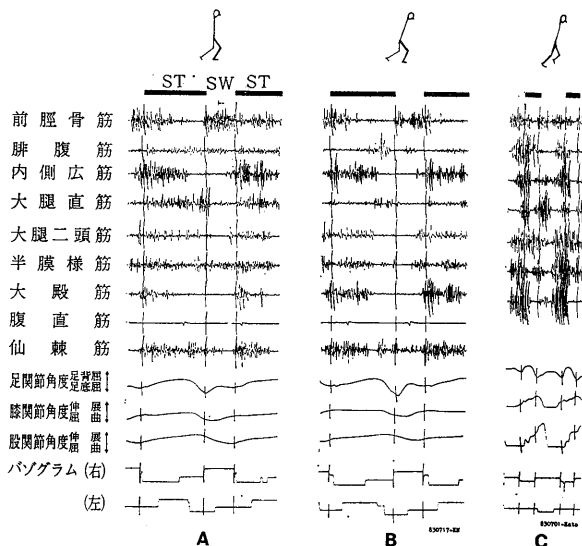 ST SW ST
前脛骨筋
腓腹筋
内側広筋
大腿直筋
大腿二頭筋
半膜様筋
大殿筋
腹直筋
仙棘筋
足関節角度 足背屈 足底屈
膝関節角度 伸展 屈曲
股関節角度 伸展 屈曲
バゾグラム (右)
(左)
830717-KN
830701-Kato
A B C